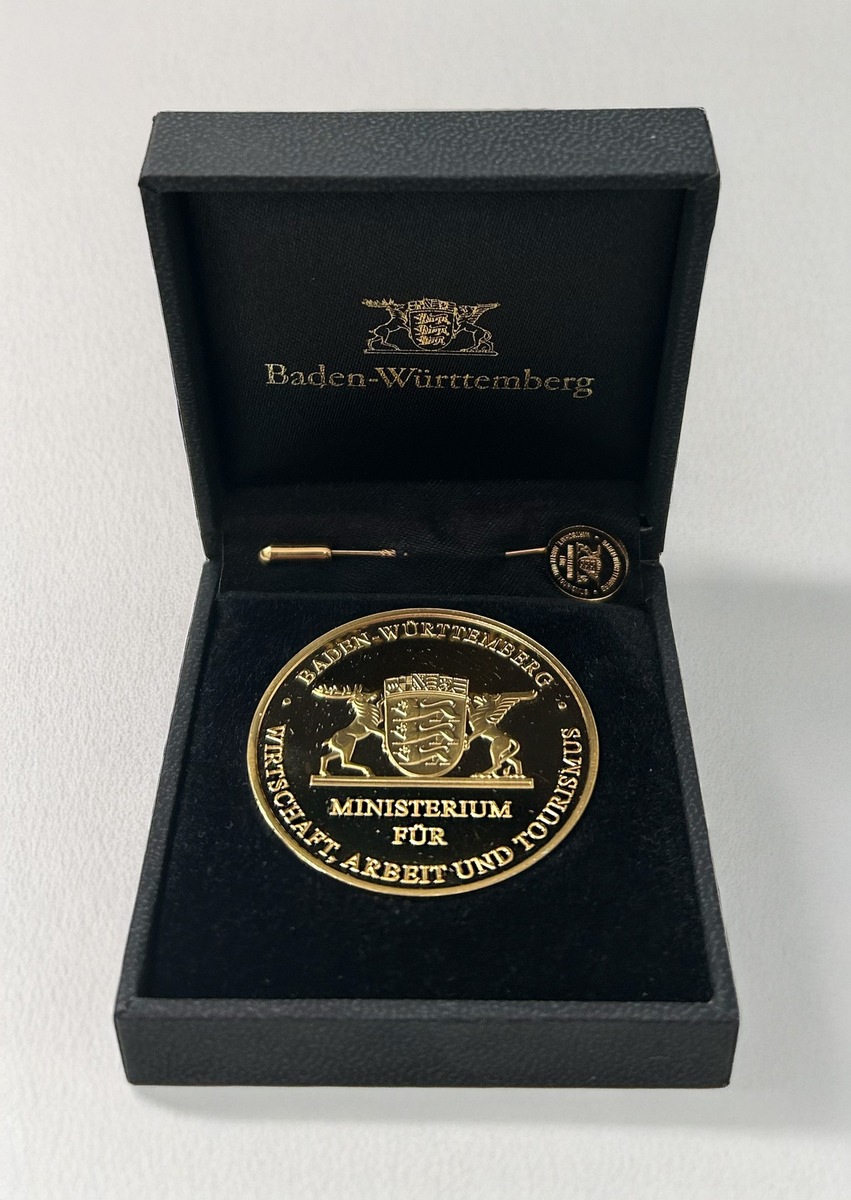 Baden-Württemberg
BADEN-WÜRTTEMBERG
MINISTERIUM
FÜR
WIRTSCHAFT, ARBEIT UND TOURISMUS